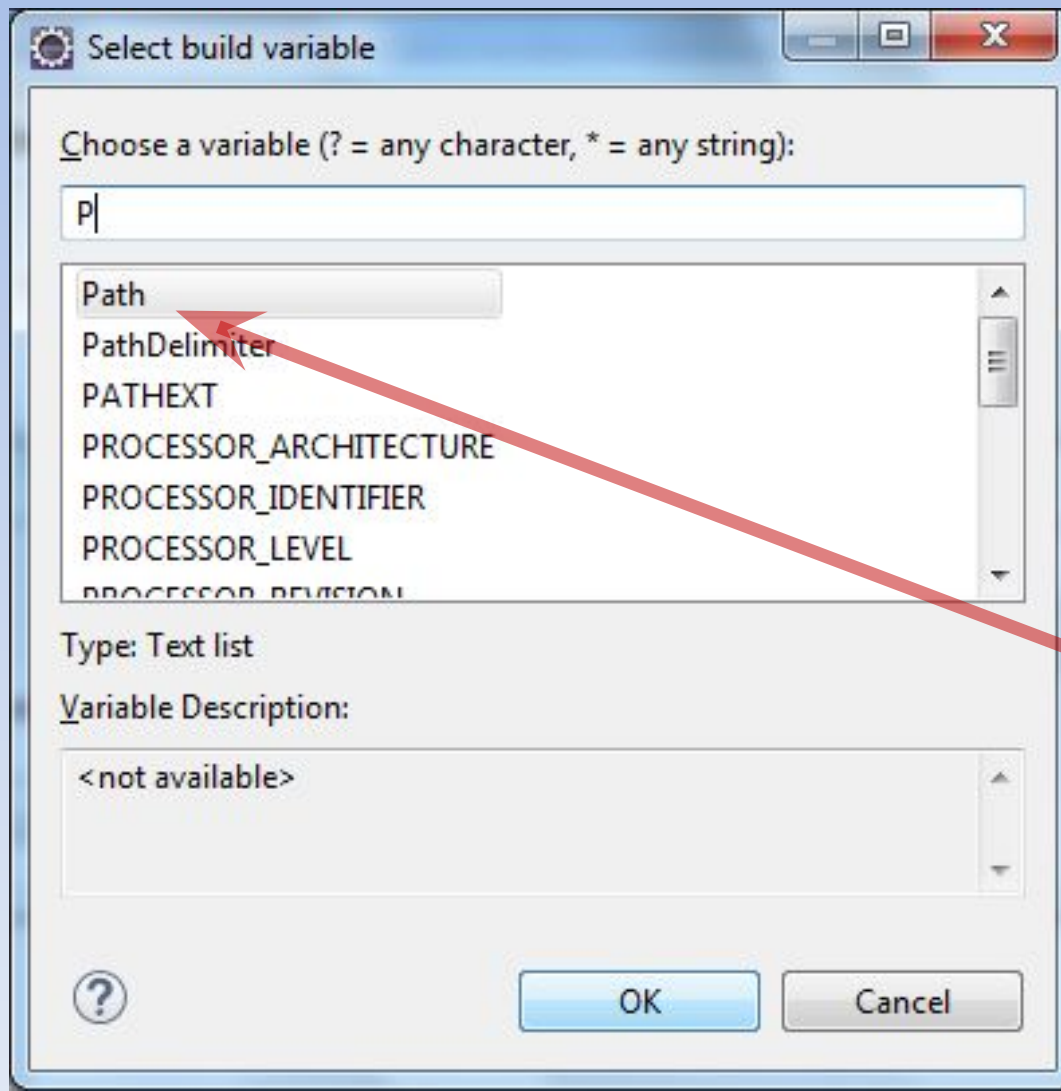 Select build variable
Choose a variable (? = any character, * = any string):
P
Path
PathDelimiter
PATHEXT
PROCESSOR_ARCHITECTURE
PROCESSOR_IDENTIFIER
PROCESSOR_LEVEL
PROCESSOR_REVISION
Type: Text list
Variable Description:
<not available>
?
OK
Cancel